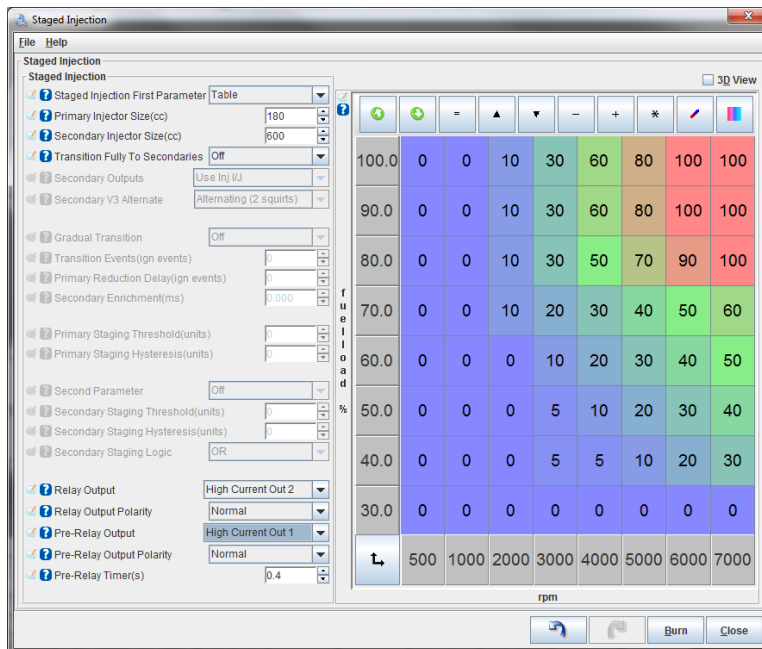 Staged Injection
File Help
Staged Injection
Staged Injection
3D View
Staged Injection First Parameter Table
Primary Injector Size(cc) 180
Secondary Injector Size(cc) 600
Transition Fully To Secondaries Off
Secondary Outputs Use Inj I/J
Secondary V3 Alternate Alternating (2 squirts)
Gradual Transition Off
Transition Events(ign events) 0
Primary Reduction Delay(ign events) 0
Secondary Enrichment(ms) 0.000
Primary Staging Threshold(units) 0
Primary Staging Hysteresis(units) 0
Second Parameter Off
Secondary Staging Threshold(units) 0
Secondary Staging Hysteresis(units) 0
Secondary Staging Logic OR
Relay Output High Current Out 2
Relay Output Polarity Normal
Pre-Relay Output High Current Out 1
Pre-Relay Output Polarity Normal
Pre-Relay Timer(s) 0.4
= - + *
fuelload %
100.0 0 0 10 30 60 80 100 100
90.0 0 0 10 30 60 80 100 100
80.0 0 0 10 30 50 70 90 100
70.0 0 0 10 20 30 40 50 60
60.0 0 0 0 10 20 30 40 50
50.0 0 0 0 5 10 20 30 40
40.0 0 0 0 5 5 10 20 30
30.0 0 0 0 0 0 0 0 0
500 1000 2000 3000 4000 5000 6000 7000
rpm
Burn Close